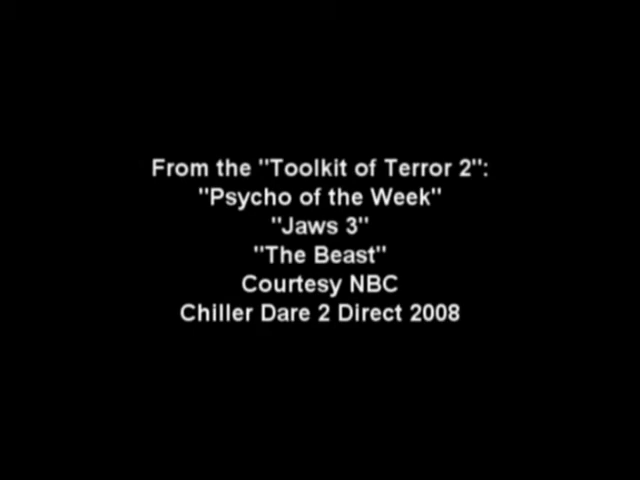 From the "Toolkit of Terror 2":
"Psycho of the Week"
"Jaws 3"
"The Beast"
Courtesy NBC
Chiller Dare 2 Direct 2008